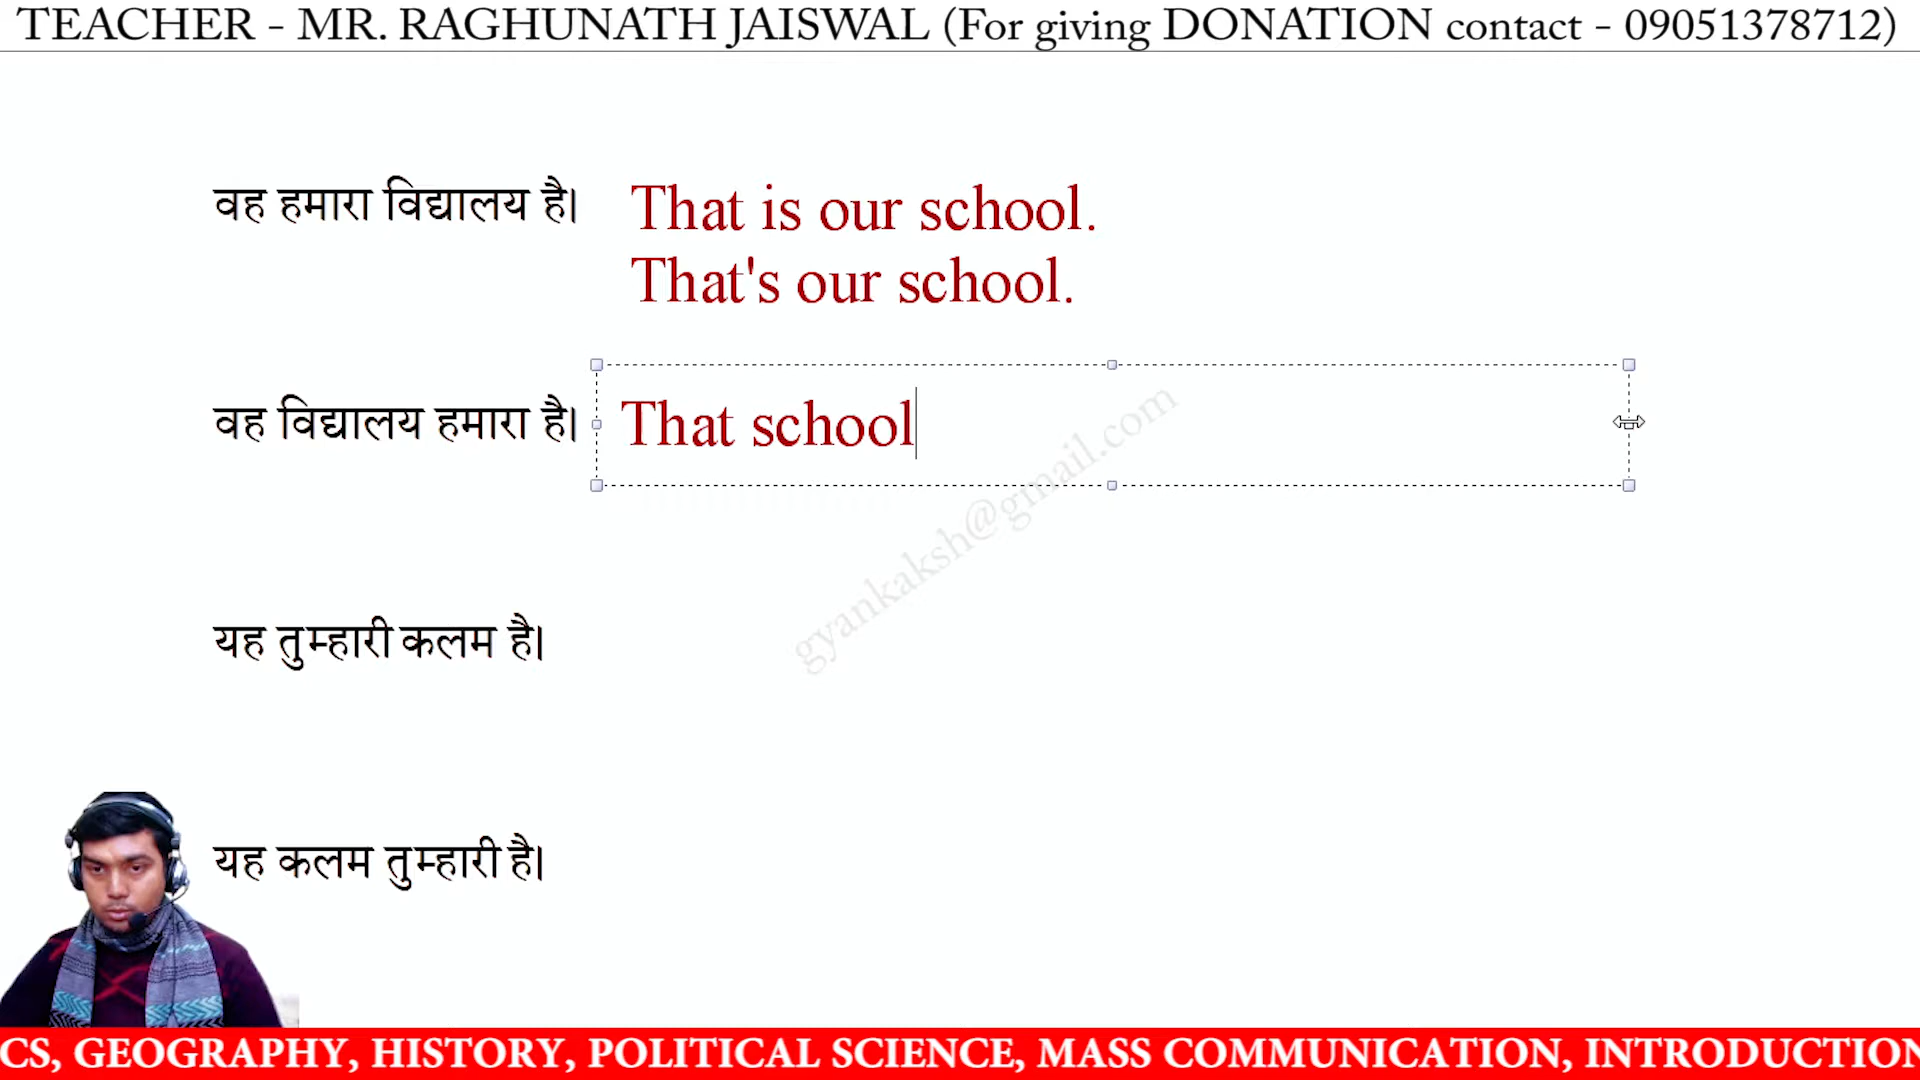 TEACHER - MR. RAGHUNATH JAISWAL (For giving DONATION contact - 09051378712)
वह हमारा विद्यालय है। That is our school.
That's our school.
वह विद्यालय हमारा है। That school
gyankaksh@gmail.com
यह तुम्हारी कलम है।
यह कलम तुम्हारी है।
CS, GEOGRAPHY, HISTORY, POLITICAL SCIENCE, MASS COMMUNICATION, INTRODUCTION